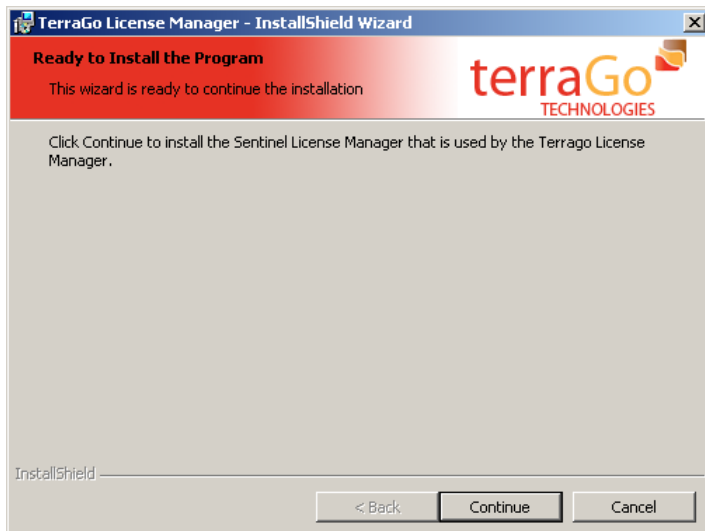 TerraGo License Manager - InstallShield Wizard
Ready to Install the Program
This wizard is ready to continue the installation
terraGo
TECHNOLOGIES
Click Continue to install the Sentinel License Manager that is used by the Terrago License
Manager.
InstallShield
< Back
Continue
Cancel